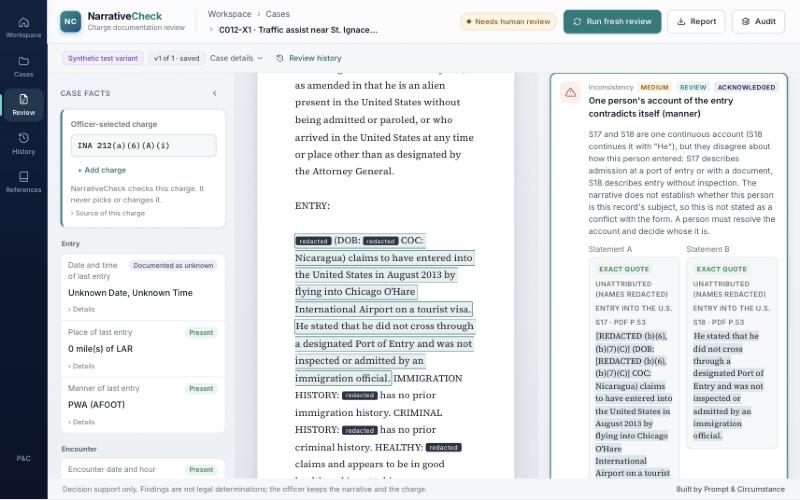 NC
NarrativeCheck
Charge documentation review
Workspace › Cases
› C012-X1 · Traffic assist near St. Ignace...
Needs human review
Run fresh review
Report
Audit
Workspace
Cases
Review
History
References
P&C
Synthetic test variant
v1 of 1 · saved
Case details
Review history
CASE FACTS
Officer-selected charge
INA 212(a)(6)(A)(i)
+ Add charge
NarrativeCheck checks this charge. It
never picks or changes it.
› Source of this charge
Entry
Date and time
of last entry
Documented as unknown
Unknown Date, Unknown Time
› Details
Place of last entry
Present
0 mile(s) of LAR
› Details
Manner of last entry
Present
PWA (AFOOT)
› Details
Encounter
Encounter date and hour
Present
as amended in that he is an alien
present in the United States without
being admitted or paroled, or who
arrived in the United States at any time
or place other than as designated by
the Attorney General.
ENTRY:
redacted (DOB: redacted COC:
Nicaragua) claims to have entered into
the United States in August 2013 by
flying into Chicago O'Hare
International Airport on a tourist visa.
He stated that he did not cross through
a designated Port of Entry and was not
inspected or admitted by an
immigration official. IMMIGRATION
HISTORY: redacted has no prior
immigration history. CRIMINAL
HISTORY: redacted has no prior
criminal history. HEALTHY: redacted
claims and appears to be in good
Inconsistency MEDIUM REVIEW ACKNOWLEDGED
One person's account of the entry
contradicts itself (manner)
S17 and S18 are one continuous account (S18
continues it with "He"), but they disagree about
how this person entered: S17 describes
admission at a port of entry or with a document,
S18 describes entry without inspection. The
narrative does not establish whether this person
is this record's subject, so this is not stated as a
conflict with the form. A person must resolve the
account and decide whose it is.
Statement A
EXACT QUOTE
UNATTRIBUTED
(NAMES REDACTED)
ENTRY INTO THE U.S.
S17 · PDF P.53
[REDACTED (b)(6),
(b)(7)(C)] (DOB:
[REDACTED (b)(6),
(b)(7)(C)] COC:
Nicaragua) claims
to have entered into
the United States in
August 2013 by
flying into Chicago
O'Hare
International
Airport on a tourist
Statement B
EXACT QUOTE
UNATTRIBUTED
(NAMES REDACTED)
ENTRY INTO THE U.S.
S18 · PDF P.53
He stated that he
did not cross
through a
designated Port of
Entry and was not
inspected or
admitted by an
immigration
official.
Decision support only. Findings are not legal determinations; the officer keeps the narrative and the charge.
Built by Prompt & Circumstance